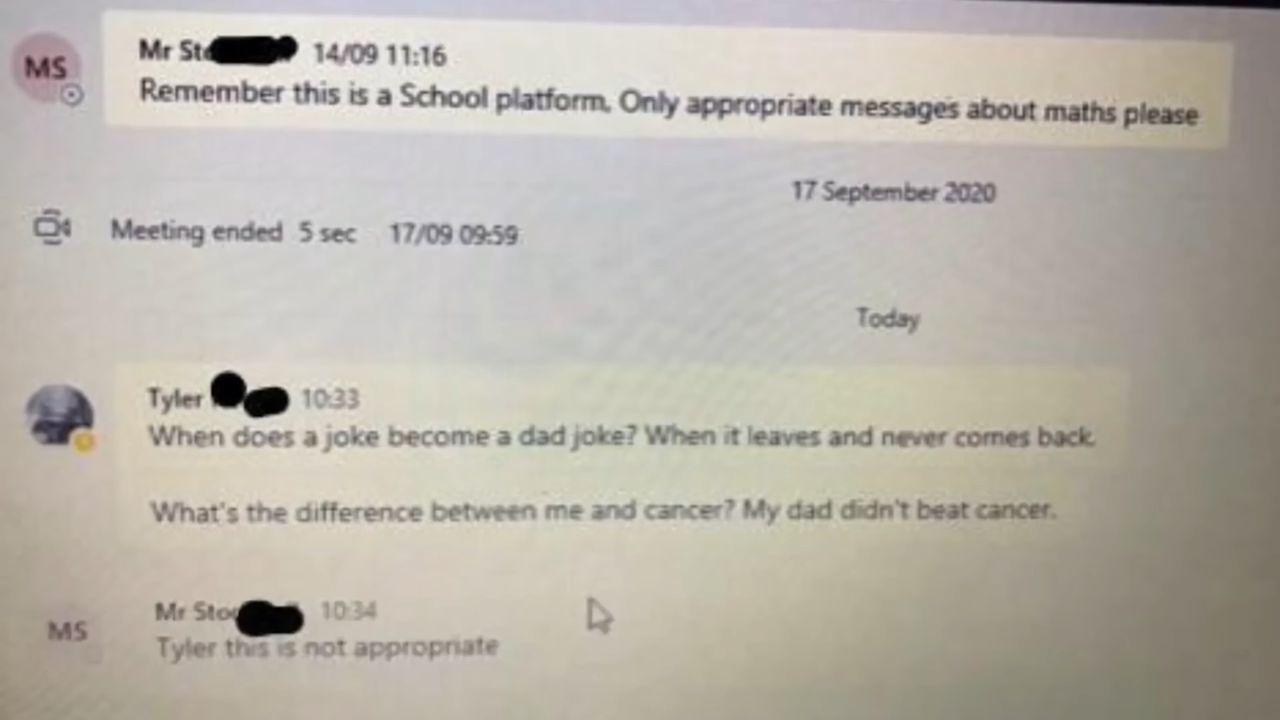 MS
Mr Sto 14/09 11:16
Remember this is a School platform. Only appropriate messages about maths please
17 September 2020
Meeting ended 5 sec 17/09 09:59
Today
Tyler 10:33
When does a joke become a dad joke? When it leaves and never comes back.
What's the difference between me and cancer? My dad didn't beat cancer.
MS
Mr Stoc 10:34
Tyler this is not appropriate